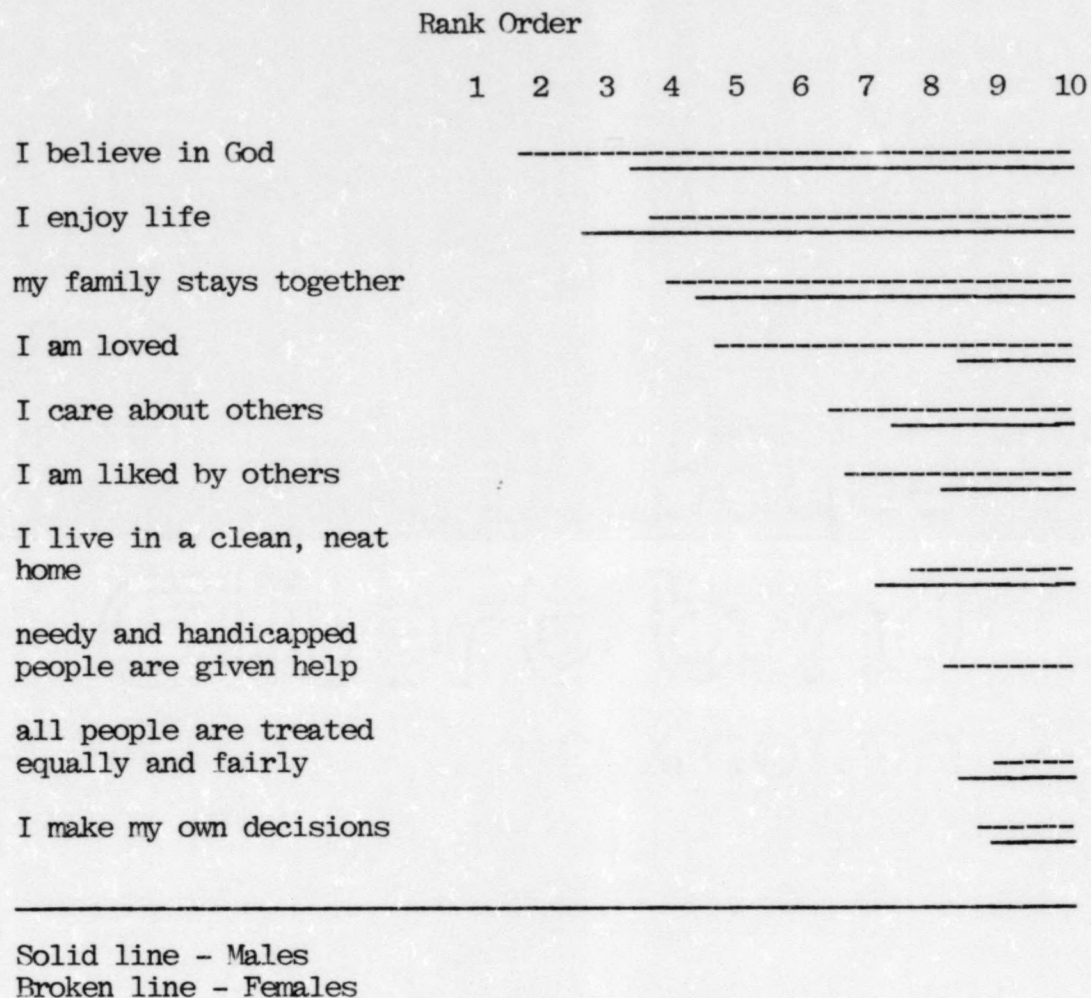 Rank Order
1 2 3 4 5 6 7 8 9 10
I believe in God
I enjoy life
my family stays together
I am loved
I care about others
I am liked by others
I live in a clean, neat
home
needy and handicapped
people are given help
all people are treated
equally and fairly
I make my own decisions
Solid line - Males
Broken line - Females